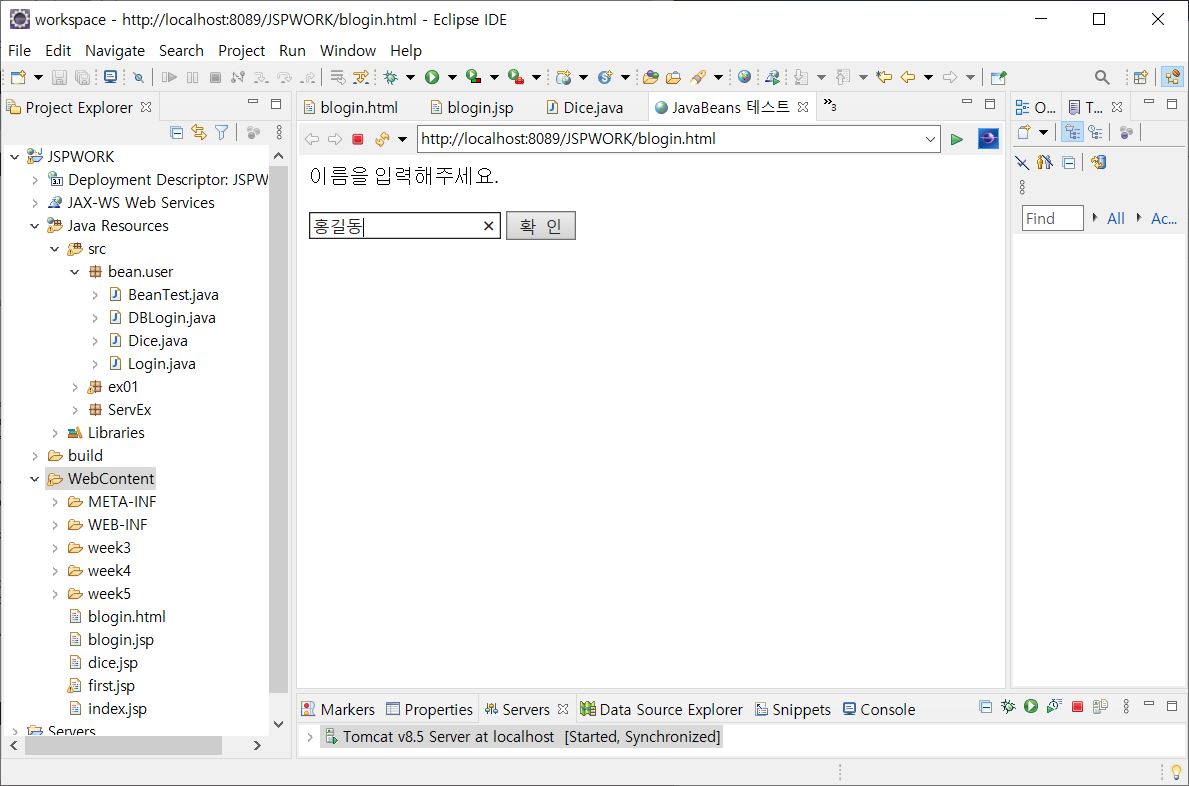 workspace - http://localhost:8089/JSPWORK/blogin.html - Eclipse IDE
File Edit Navigate Search Project Run Window Help
Project Explorer
JSPWORK
Deployment Descriptor: JSPW
JAX-WS Web Services
Java Resources
src
bean.user
BeanTest.java
DBLogin.java
Dice.java
Login.java
ex01
ServEx
Libraries
build
WebContent
META-INF
WEB-INF
week3
week4
week5
blogin.html
blogin.jsp
dice.jsp
first.jsp
index.jsp
Servers
blogin.html blogin.jsp Dice.java JavaBeans 테스트 »3
http://localhost:8089/JSPWORK/blogin.html
이름을 입력해주세요.
홍길동 확 인
O... T...
Find All Ac...
Markers Properties Servers Data Source Explorer Snippets Console
Tomcat v8.5 Server at localhost [Started, Synchronized]